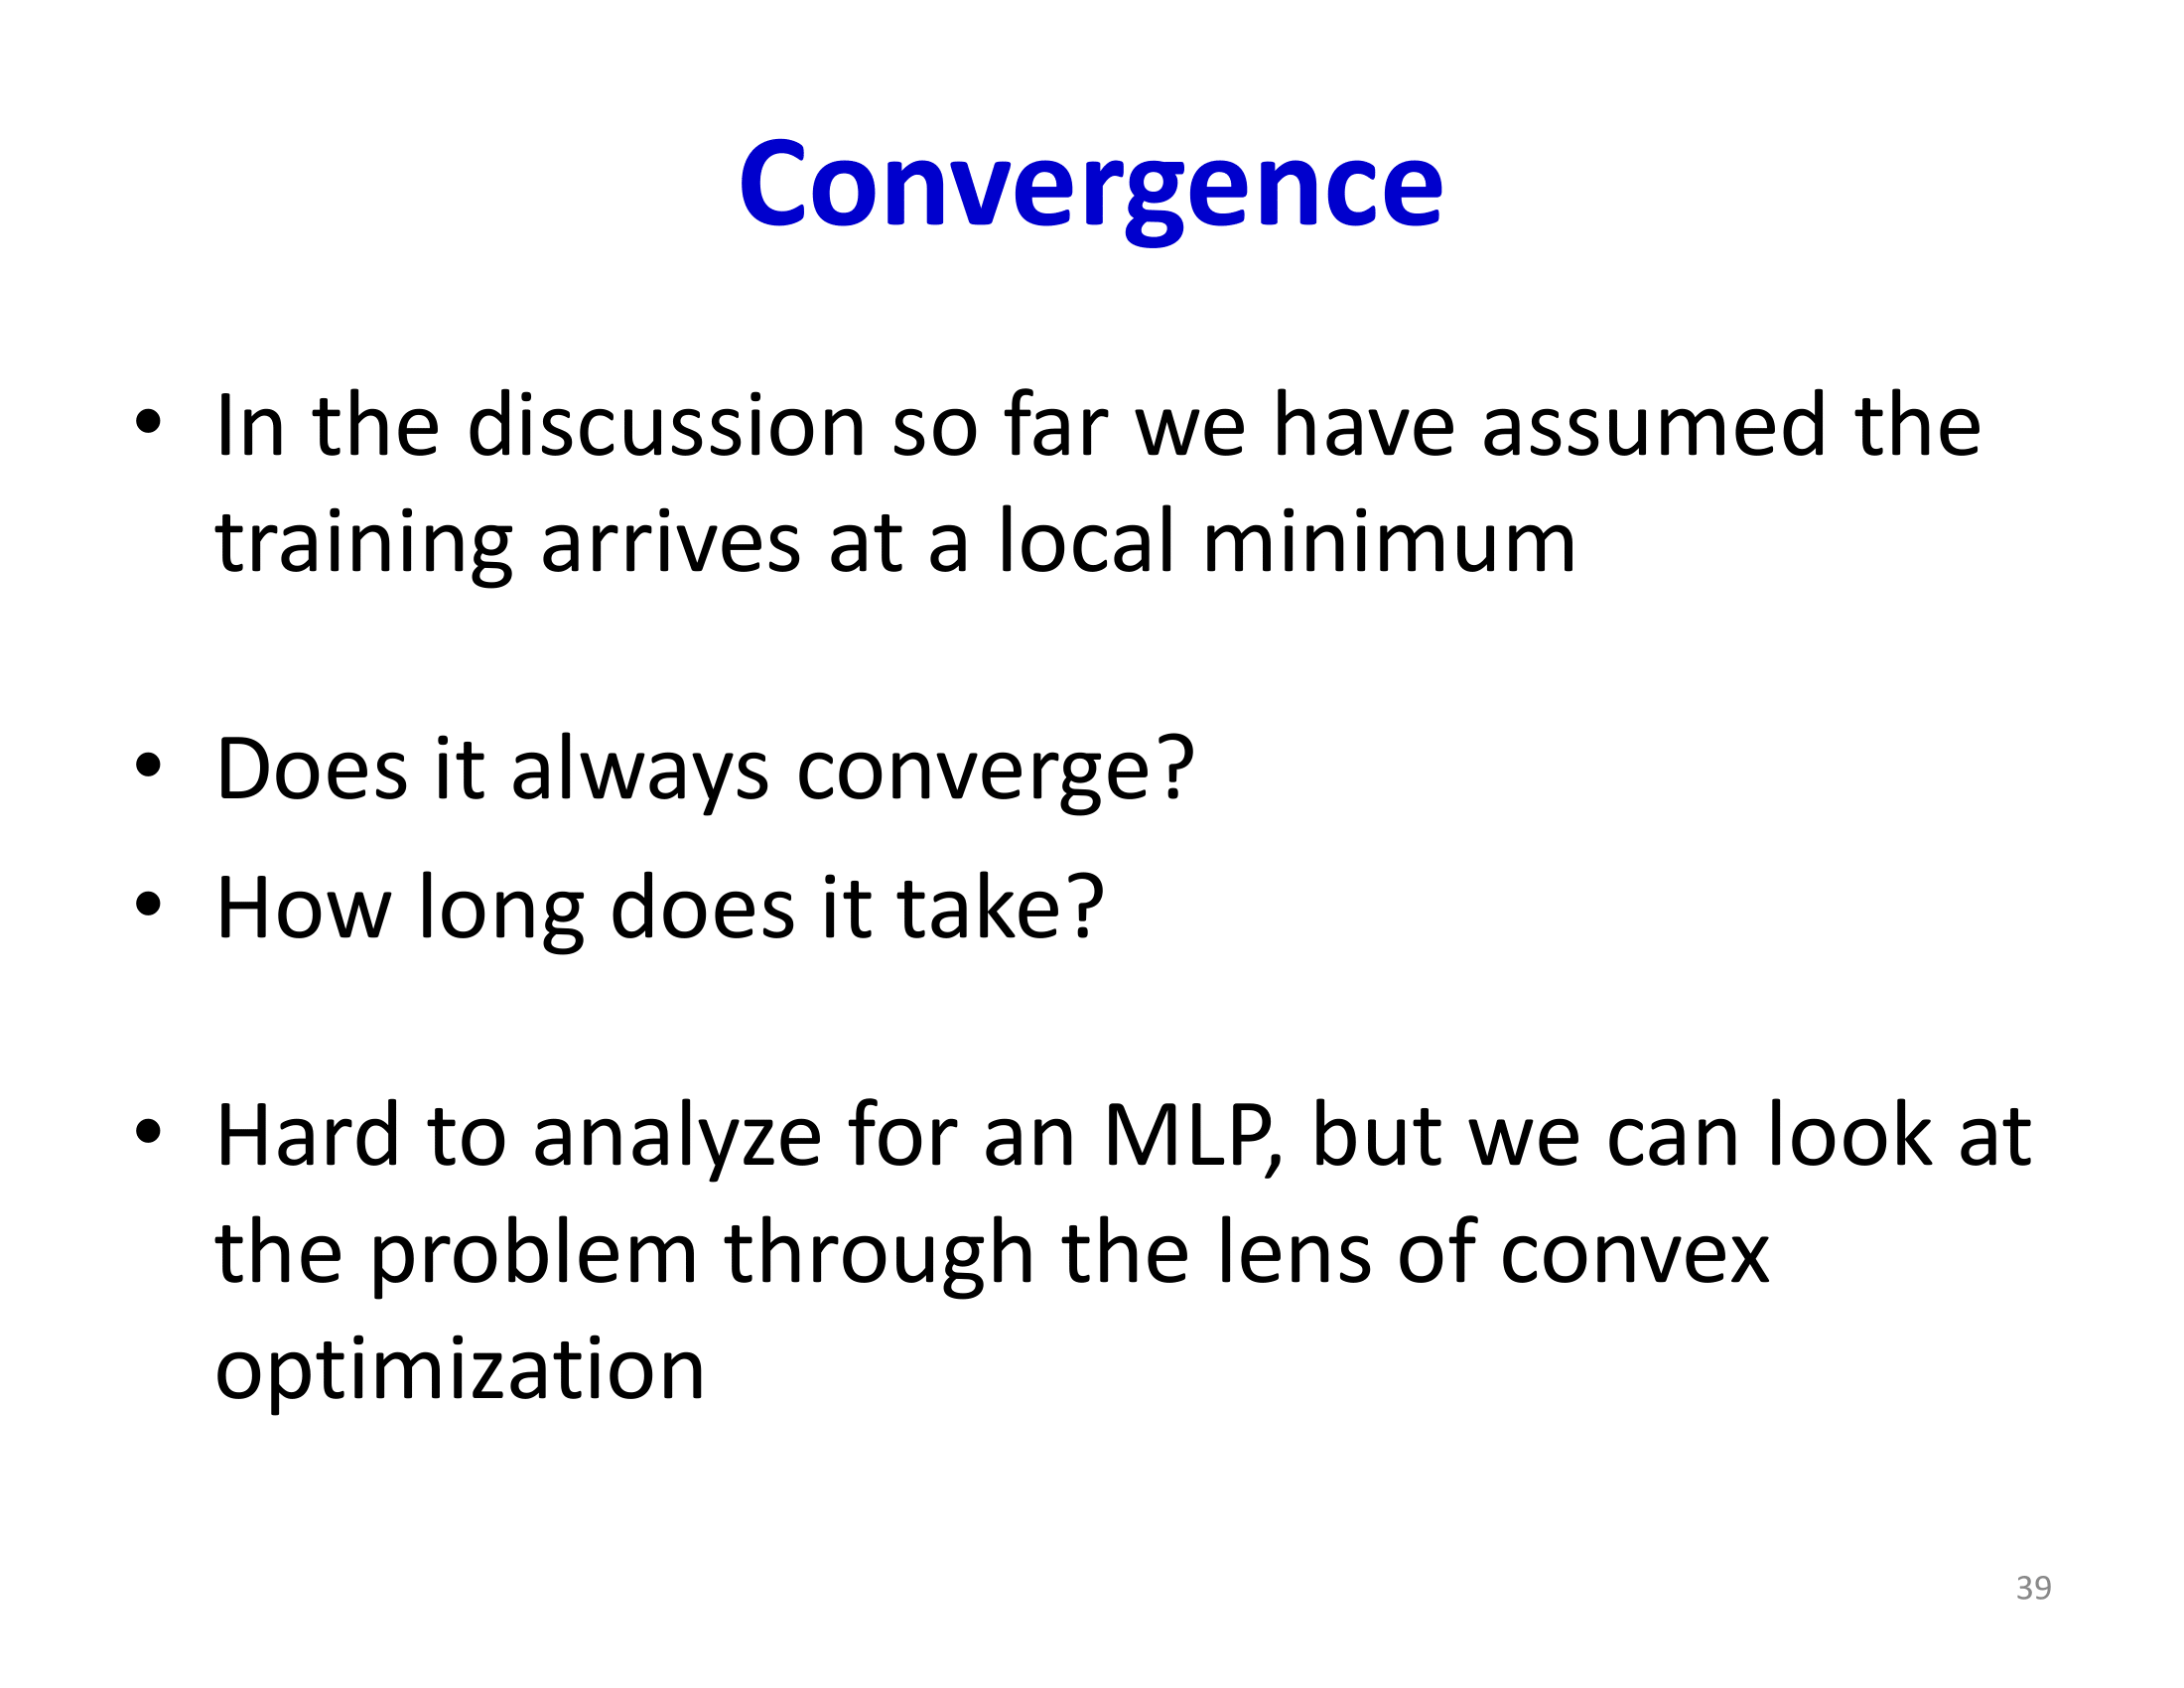 Convergence
• In the discussion so far we have assumed the
training arrives at a local minimum
• Does it always converge?
• How long does it take?
• Hard to analyze for an MLP, but we can look at
the problem through the lens of convex
optimization
39